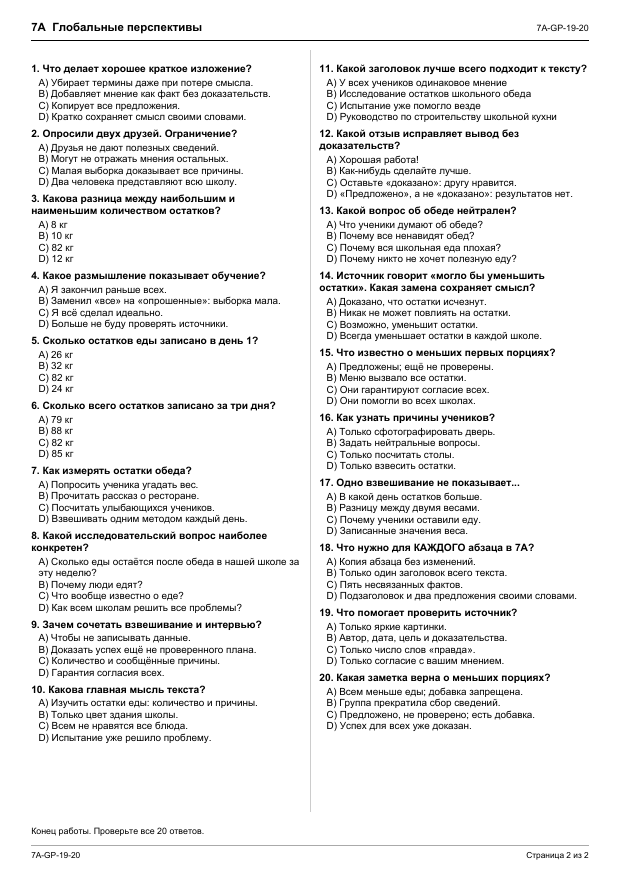 7A Глобальные перспективы
7A-GP-19-20
1. Что делает хорошее краткое изложение?
A) Убирает термины даже при потере смысла.
B) Добавляет мнение как факт без доказательств.
C) Копирует все предложения.
D) Кратко сохраняет смысл своими словами.
2. Опросили двух друзей. Ограничение?
A) Друзья не дают полезных сведений.
B) Могут не отражать мнения остальных.
C) Малая выборка доказывает все причины.
D) Два человека представляют всю школу.
3. Какова разница между наибольшим и
наименьшим количеством остатков?
A) 8 кг
B) 10 кг
C) 82 кг
D) 12 кг
4. Какое размышление показывает обучение?
A) Я закончил раньше всех.
B) Заменил «все» на «опрошенные»: выборка мала.
C) Я всё сделал идеально.
D) Больше не буду проверять источники.
5. Сколько остатков еды записано в день 1?
A) 26 кг
B) 32 кг
C) 82 кг
D) 24 кг
6. Сколько всего остатков записано за три дня?
A) 79 кг
B) 88 кг
C) 82 кг
D) 85 кг
7. Как измерять остатки обеда?
A) Попросить ученика угадать вес.
B) Прочитать рассказ о ресторане.
C) Посчитать улыбающихся учеников.
D) Взвешивать одним методом каждый день.
8. Какой исследовательский вопрос наиболее
конкретен?
A) Сколько еды остаётся после обеда в нашей школе за
эту неделю?
B) Почему люди едят?
C) Что вообще известно о еде?
D) Как всем школам решить все проблемы?
9. Зачем сочетать взвешивание и интервью?
A) Чтобы не записывать данные.
B) Доказать успех ещё не проверенного плана.
C) Количество и сообщённые причины.
D) Гарантия согласия всех.
10. Какова главная мысль текста?
A) Изучить остатки еды: количество и причины.
B) Только цвет здания школы.
C) Всем не нравятся все блюда.
D) Испытание уже решило проблему.
11. Какой заголовок лучше всего подходит к тексту?
A) У всех учеников одинаковое мнение
B) Исследование остатков школьного обеда
C) Испытание уже помогло везде
D) Руководство по строительству школьной кухни
12. Какой отзыв исправляет вывод без
доказательств?
A) Хорошая работа!
B) Как-нибудь сделайте лучше.
C) Оставьте «доказано»: другу нравится.
D) «Предложено», а не «доказано»: результатов нет.
13. Какой вопрос об обеде нейтрален?
A) Что ученики думают об обеде?
B) Почему все ненавидят обед?
C) Почему вся школьная еда плохая?
D) Почему никто не хочет полезную еду?
14. Источник говорит «могло бы уменьшить
остатки». Какая замена сохраняет смысл?
A) Доказано, что остатки исчезнут.
B) Никак не может повлиять на остатки.
C) Возможно, уменьшит остатки.
D) Всегда уменьшает остатки в каждой школе.
15. Что известно о меньших первых порциях?
A) Предложены; ещё не проверены.
B) Меню вызвало все остатки.
C) Они гарантируют согласие всех.
D) Они помогли во всех школах.
16. Как узнать причины учеников?
A) Только сфотографировать дверь.
B) Задать нейтральные вопросы.
C) Только посчитать столы.
D) Только взвесить остатки.
17. Одно взвешивание не показывает...
A) В какой день остатков больше.
B) Разницу между двумя весами.
C) Почему ученики оставили еду.
D) Записанные значения веса.
18. Что нужно для КАЖДОГО абзаца в 7А?
A) Копия абзаца без изменений.
B) Только один заголовок всего текста.
C) Пять несвязанных фактов.
D) Подзаголовок и два предложения своими словами.
19. Что помогает проверить источник?
A) Только яркие картинки.
B) Автор, дата, цель и доказательства.
C) Только число слов «правда».
D) Только согласие с вашим мнением.
20. Какая заметка верна о меньших порциях?
A) Всем меньше еды; добавка запрещена.
B) Группа прекратила сбор сведений.
C) Предложено, не проверено; есть добавка.
D) Успех для всех уже доказан.
Конец работы. Проверьте все 20 ответов.
7A-GP-19-20
Страница 2 из 2